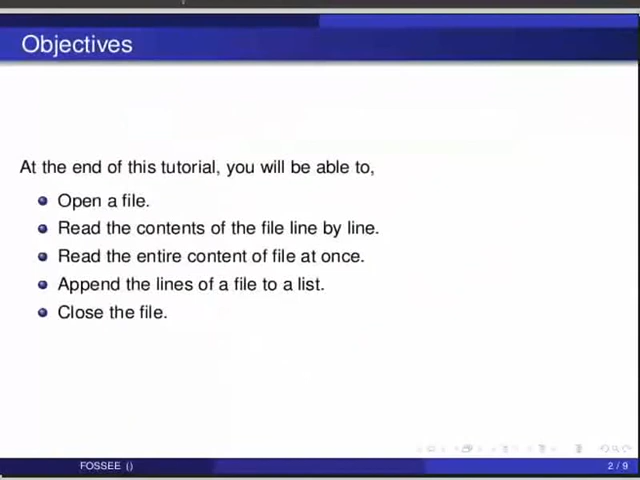 Objectives
At the end of this tutorial, you will be able to,
Open a file.
Read the contents of the file line by line.
Read the entire content of file at once.
Append the lines of a file to a list.
Close the file.
FOSSEE ()
2 / 9